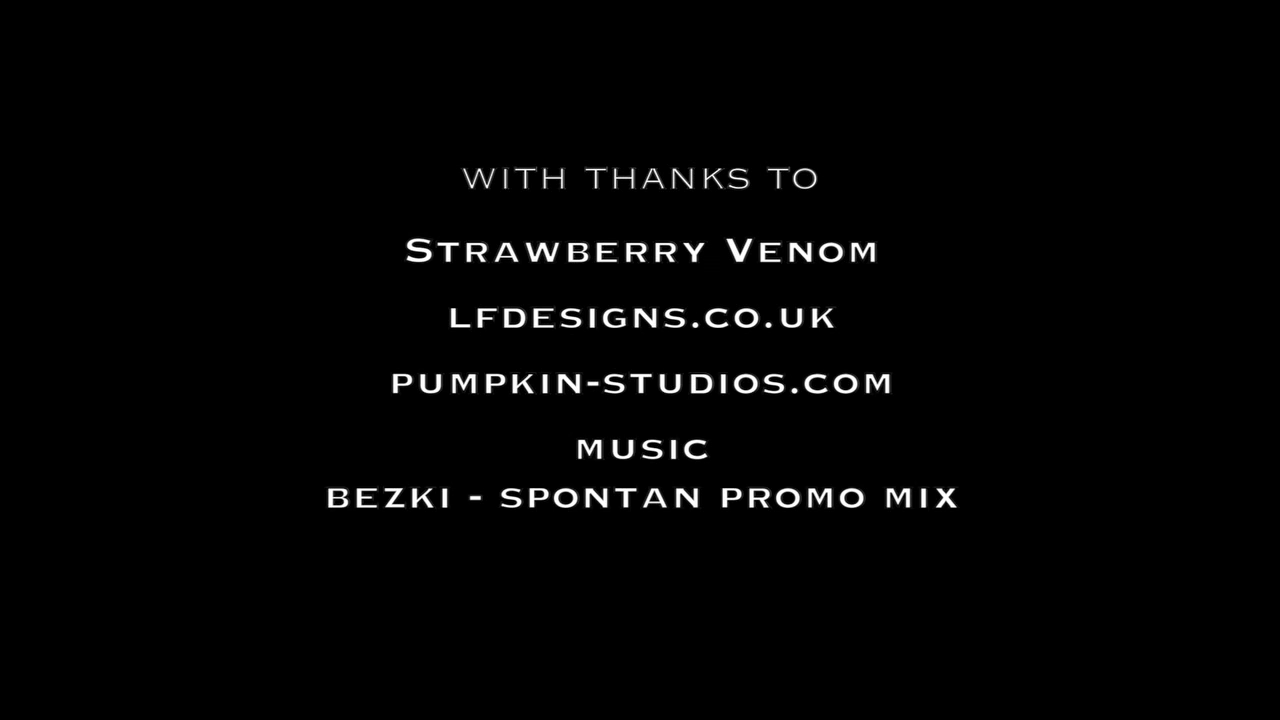 WITH THANKS TO
STRAWBERRY VENOM
LFDESIGNS.CO.UK
PUMPKIN-STUDIOS.COM
MUSIC
BEZKI - SPONTAN PROMO MIX